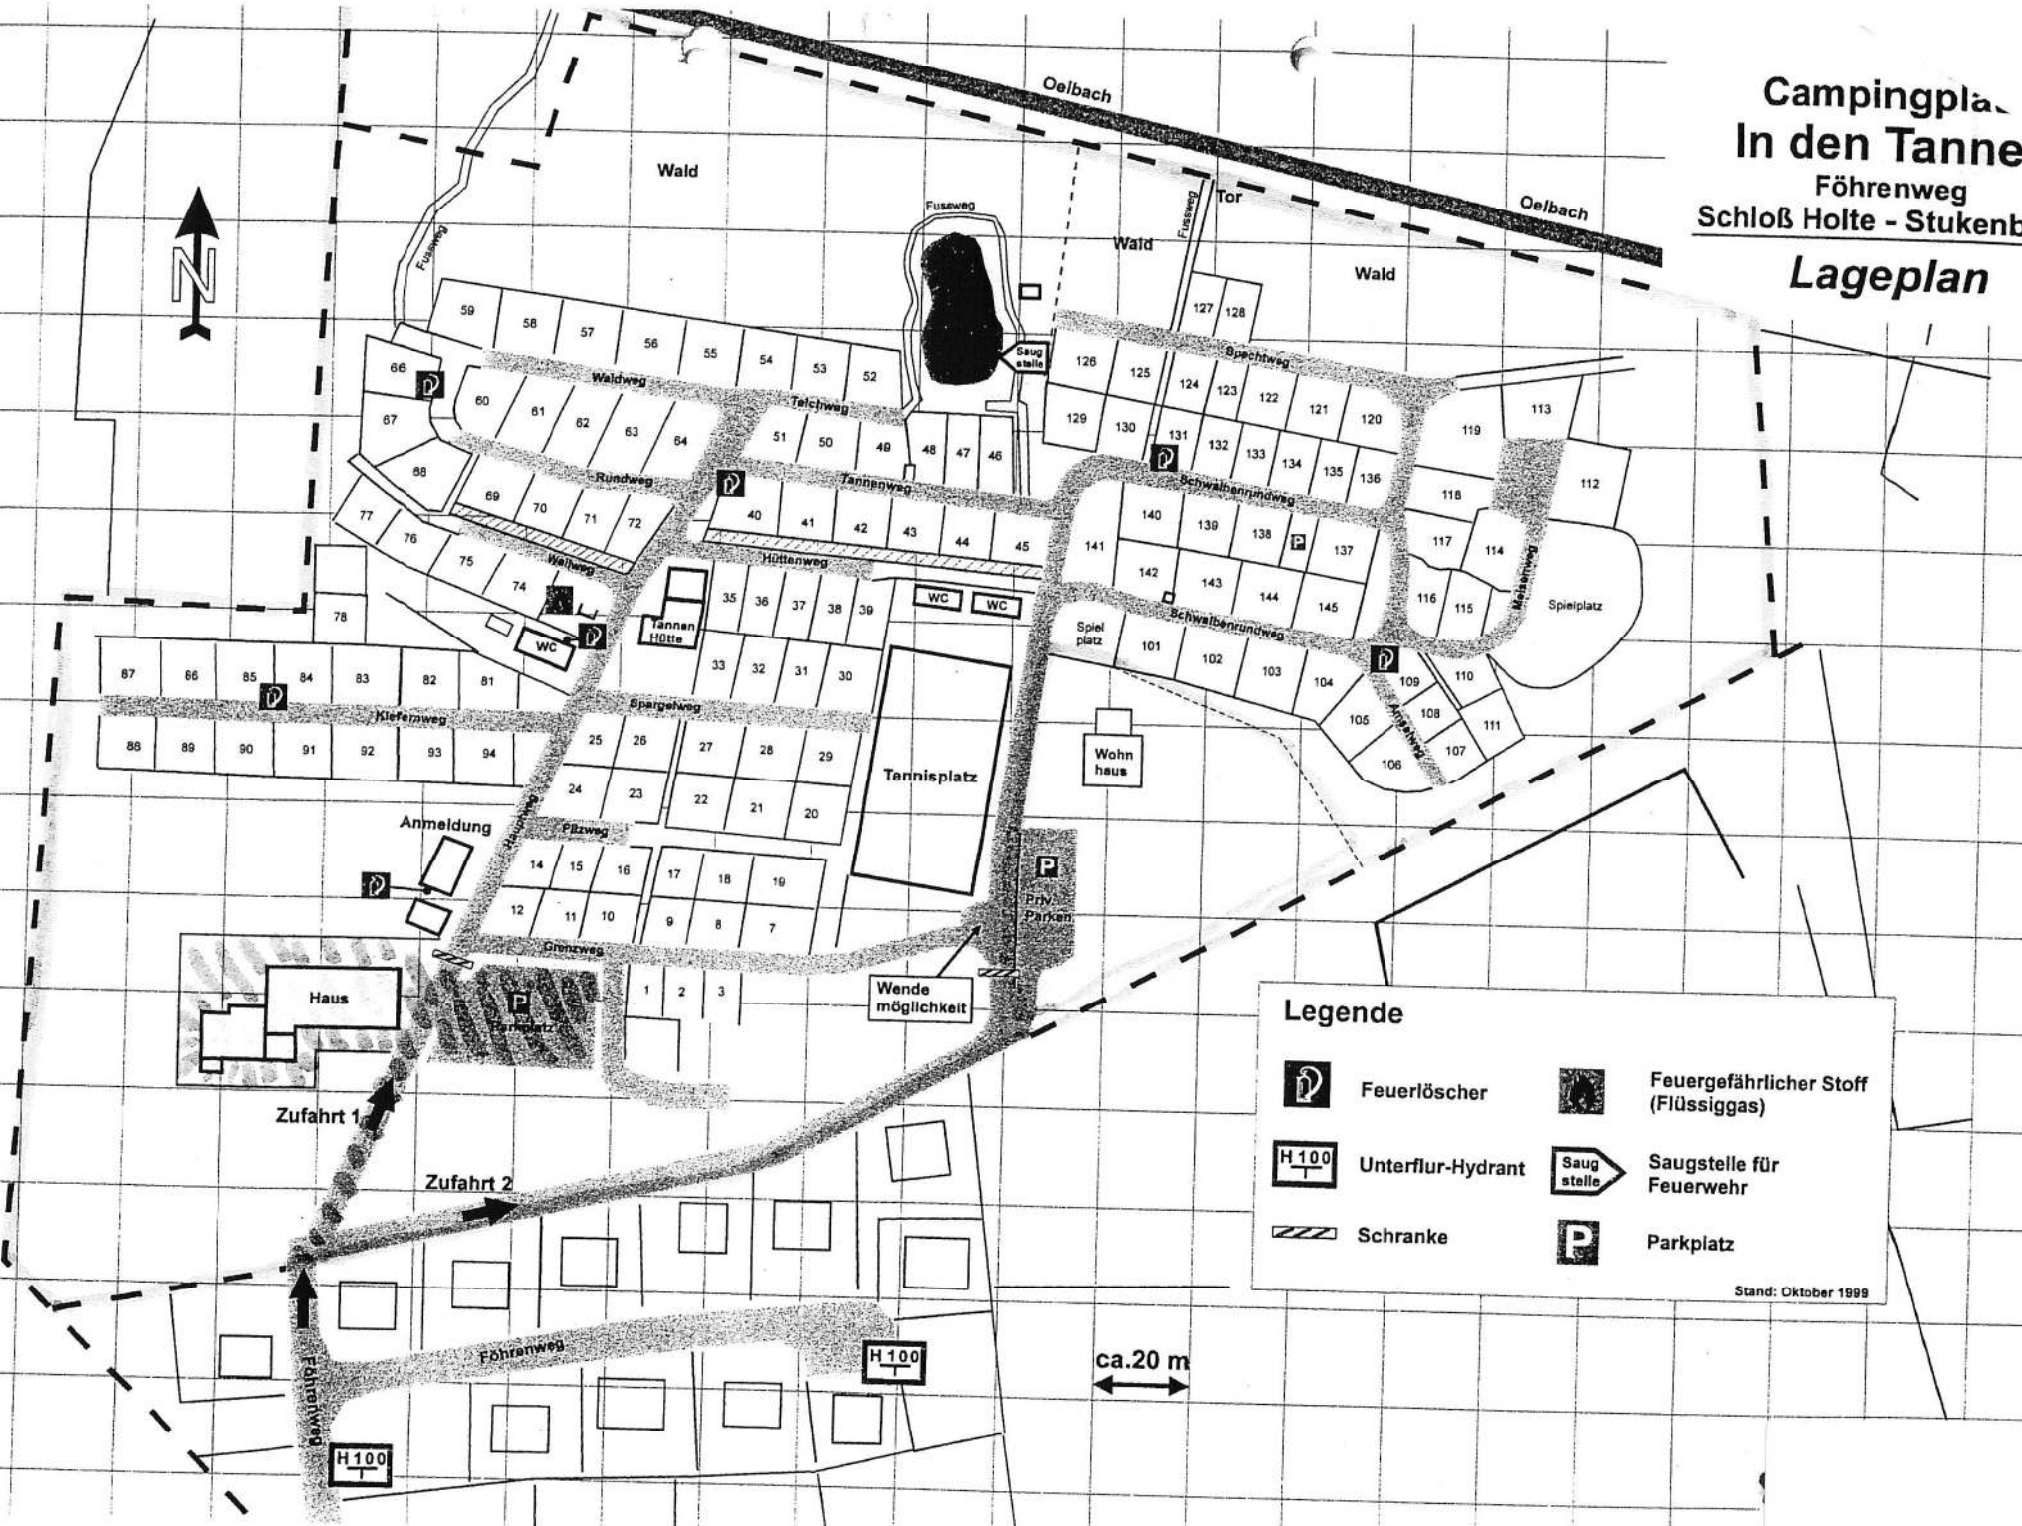 Campingpla
In den Tanne
Föhrenweg
Schloß Holte - Stukenb
Lageplan
Oelbach
Oelbach
Wald
Fussweg
Fussweg
Fussweg
Tor
Wald
Wald
N
59
58
57
56
55
54
53
52
Saug
stelle
127
128
126
125
124
123
122
121
120
Spechtweg
119
113
66
67
68
Waldweg
Teichweg
60
61
62
63
64
51
50
49
48
47
46
129
130
131
132
133
134
135
136
118
112
Rundweg
Tannenweg
Schwalbenrundweg
69
70
71
72
40
41
42
43
44
45
77
76
75
74
Wallweg
Hüttenweg
141
140
139
138
P
137
117
114
142
143
144
145
116
115
Meisenweg
Spielplatz
78
WC
Tannen
Hütte
35
36
37
38
39
WC
WC
Spiel
platz
Schwalbenrundweg
101
102
103
104
109
110
87
86
85
84
83
82
81
33
32
31
30
Kiefernweg
Spargelweg
105
108
111
Amselweg
106
107
88
89
90
91
92
93
94
25
26
27
28
29
Tennisplatz
Wohn
haus
24
23
22
21
20
Hauptweg
Pilzweg
Anmeldung
14
15
16
17
18
19
P
Priv.
Parken
12
11
10
9
8
7
Grenzweg
Haus
P
Parkplatz
1
2
3
Wende
möglichkeit
Zufahrt 1
Zufahrt 2
Föhrenweg
Föhrenweg
H 100
H 100
ca.20 m
Legende
Feuerlöscher
Feuergefährlicher Stoff
(Flüssiggas)
H 100
Unterflur-Hydrant
Saug
stelle
Saugstelle für
Feuerwehr
Schranke
P
Parkplatz
Stand: Oktober 1999